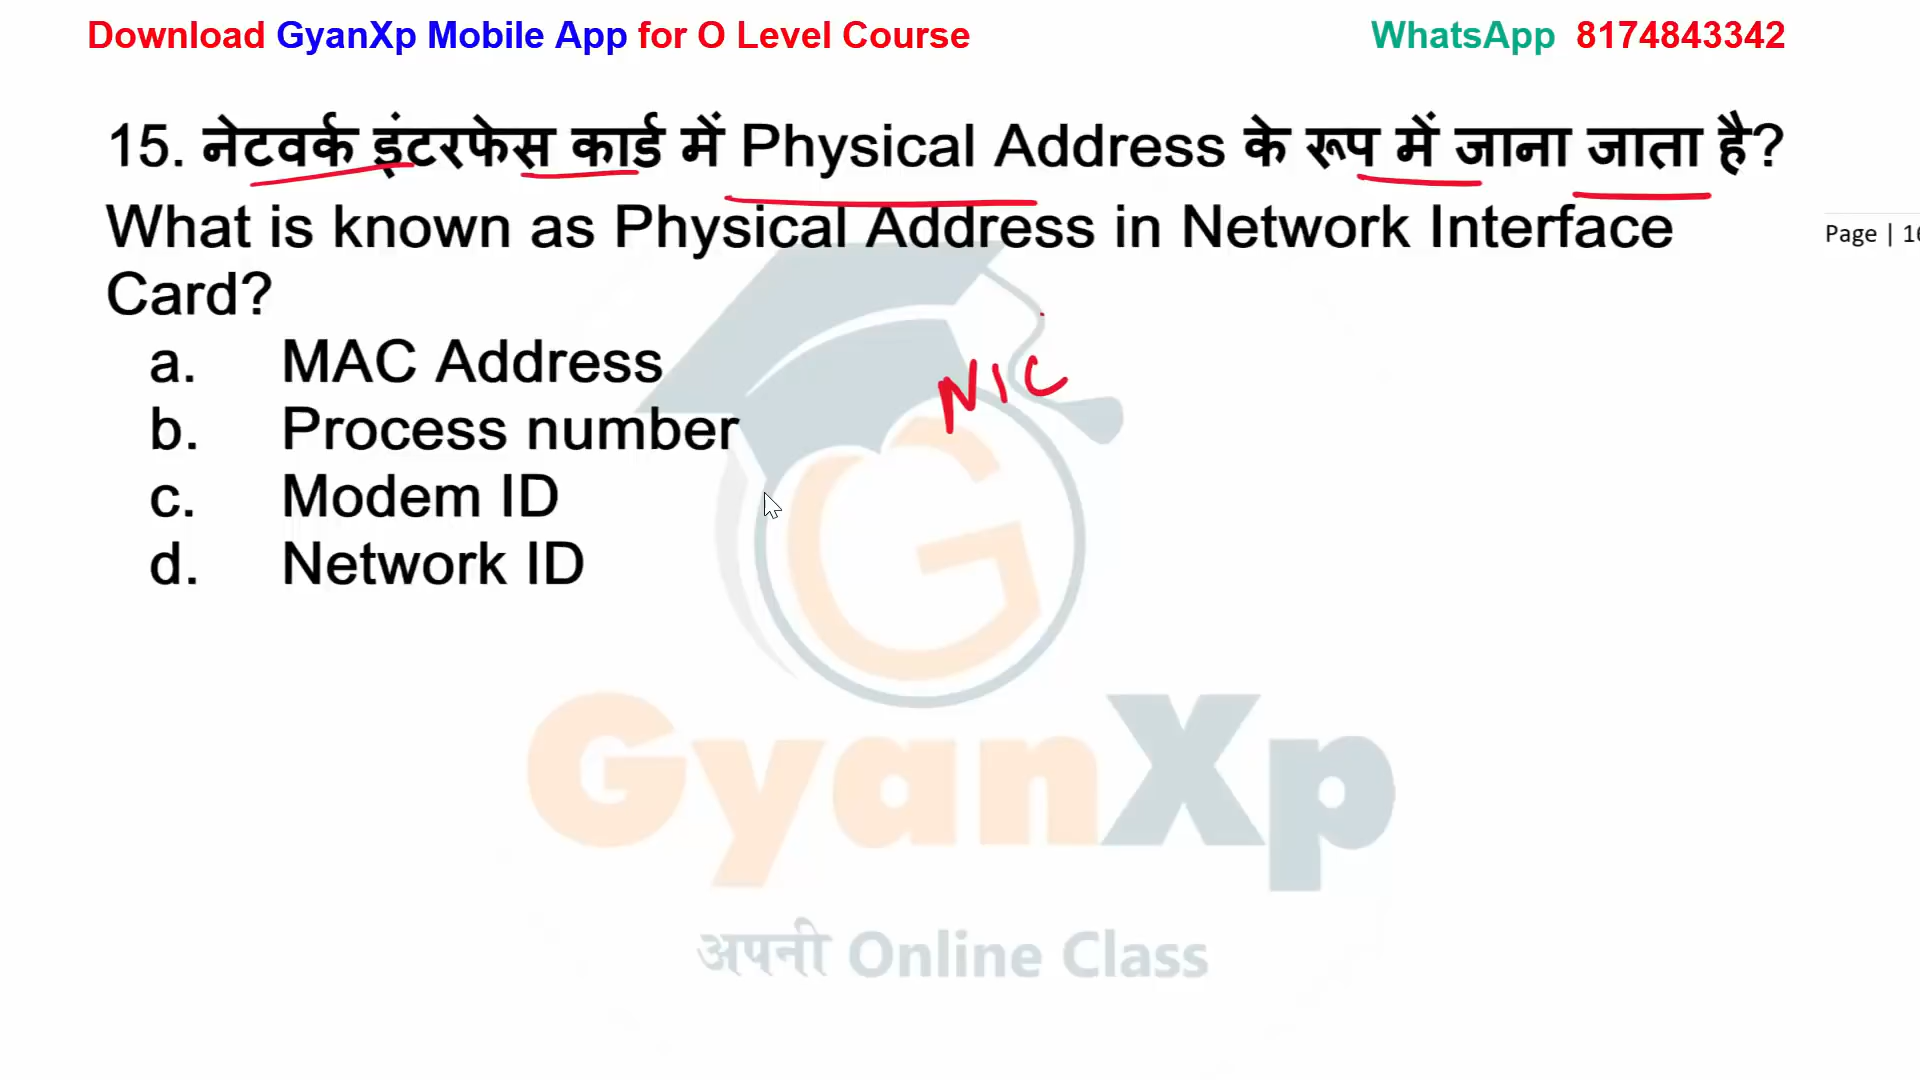 Download GyanXp Mobile App for O Level Course WhatsApp 8174843342
15. नेटवर्क इंटरफेस कार्ड में Physical Address के रूप में जाना जाता है?
What is known as Physical Address in Network Interface
Page | 16
Card?
a. MAC Address
NIC
b. Process number
c. Modem ID
d. Network ID
GyanXp
अपनी Online Class